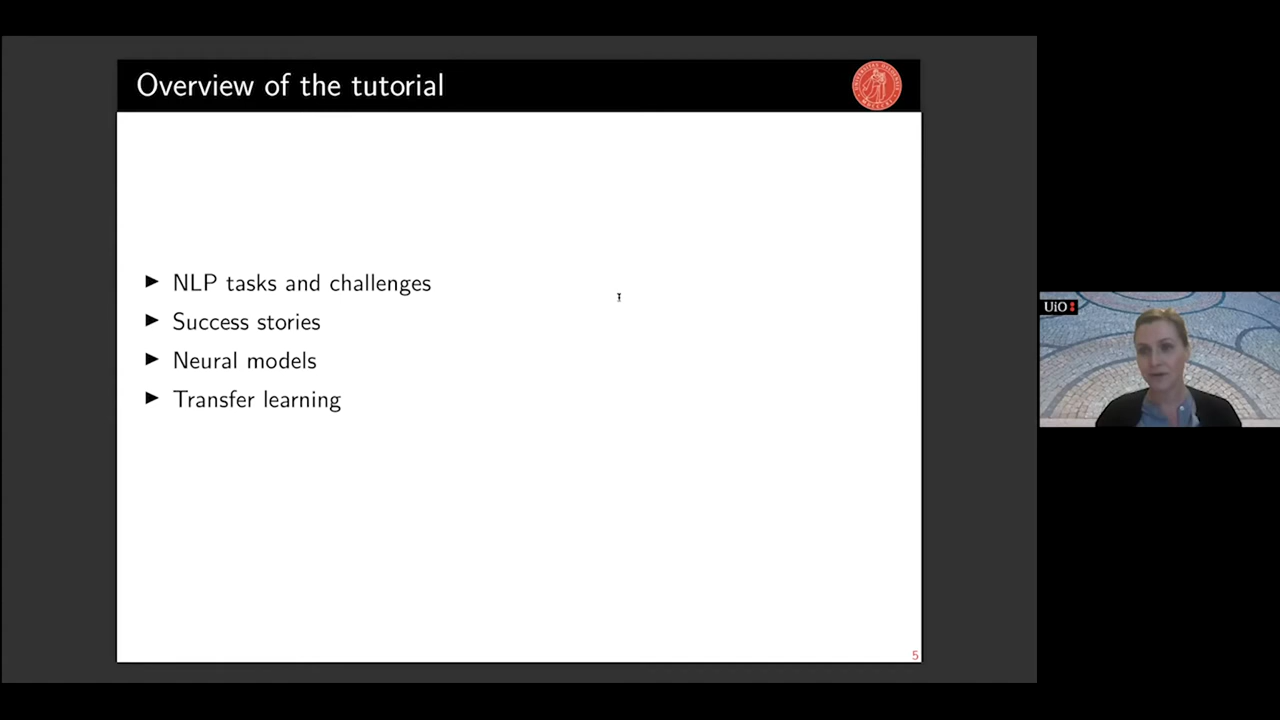 Overview of the tutorial
▶ NLP tasks and challenges
▶ Success stories
▶ Neural models
▶ Transfer learning
5
UiO